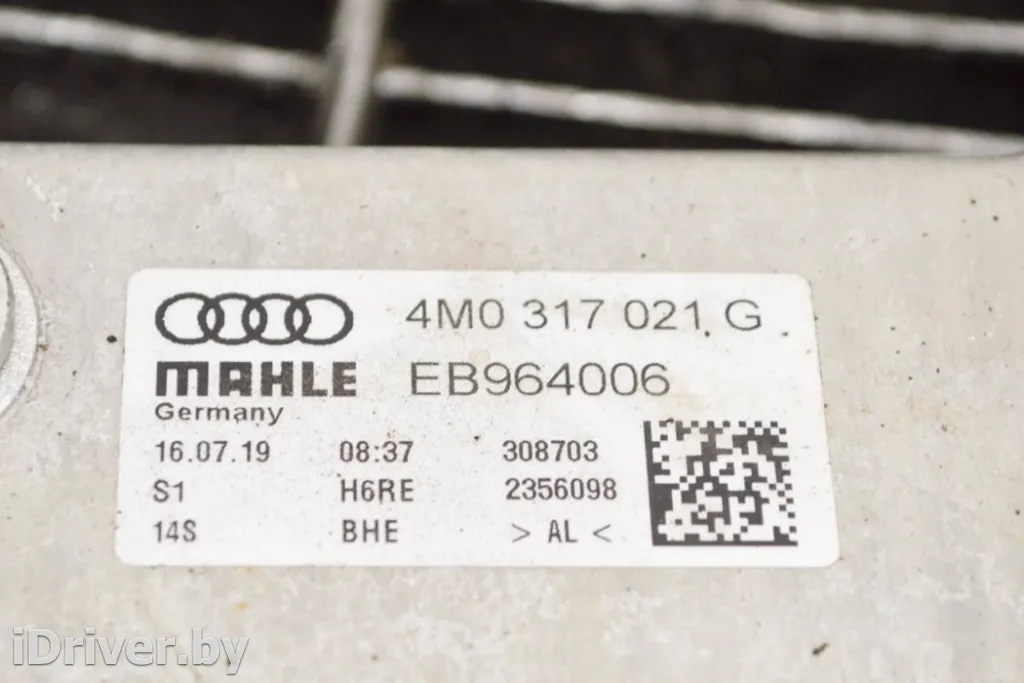 4M0 317 021 G
MAHLE EB964006
Germany
16.07.19 08:37 308703
S1 H6RE 2356098
14S BHE > AL <
iDriver.by